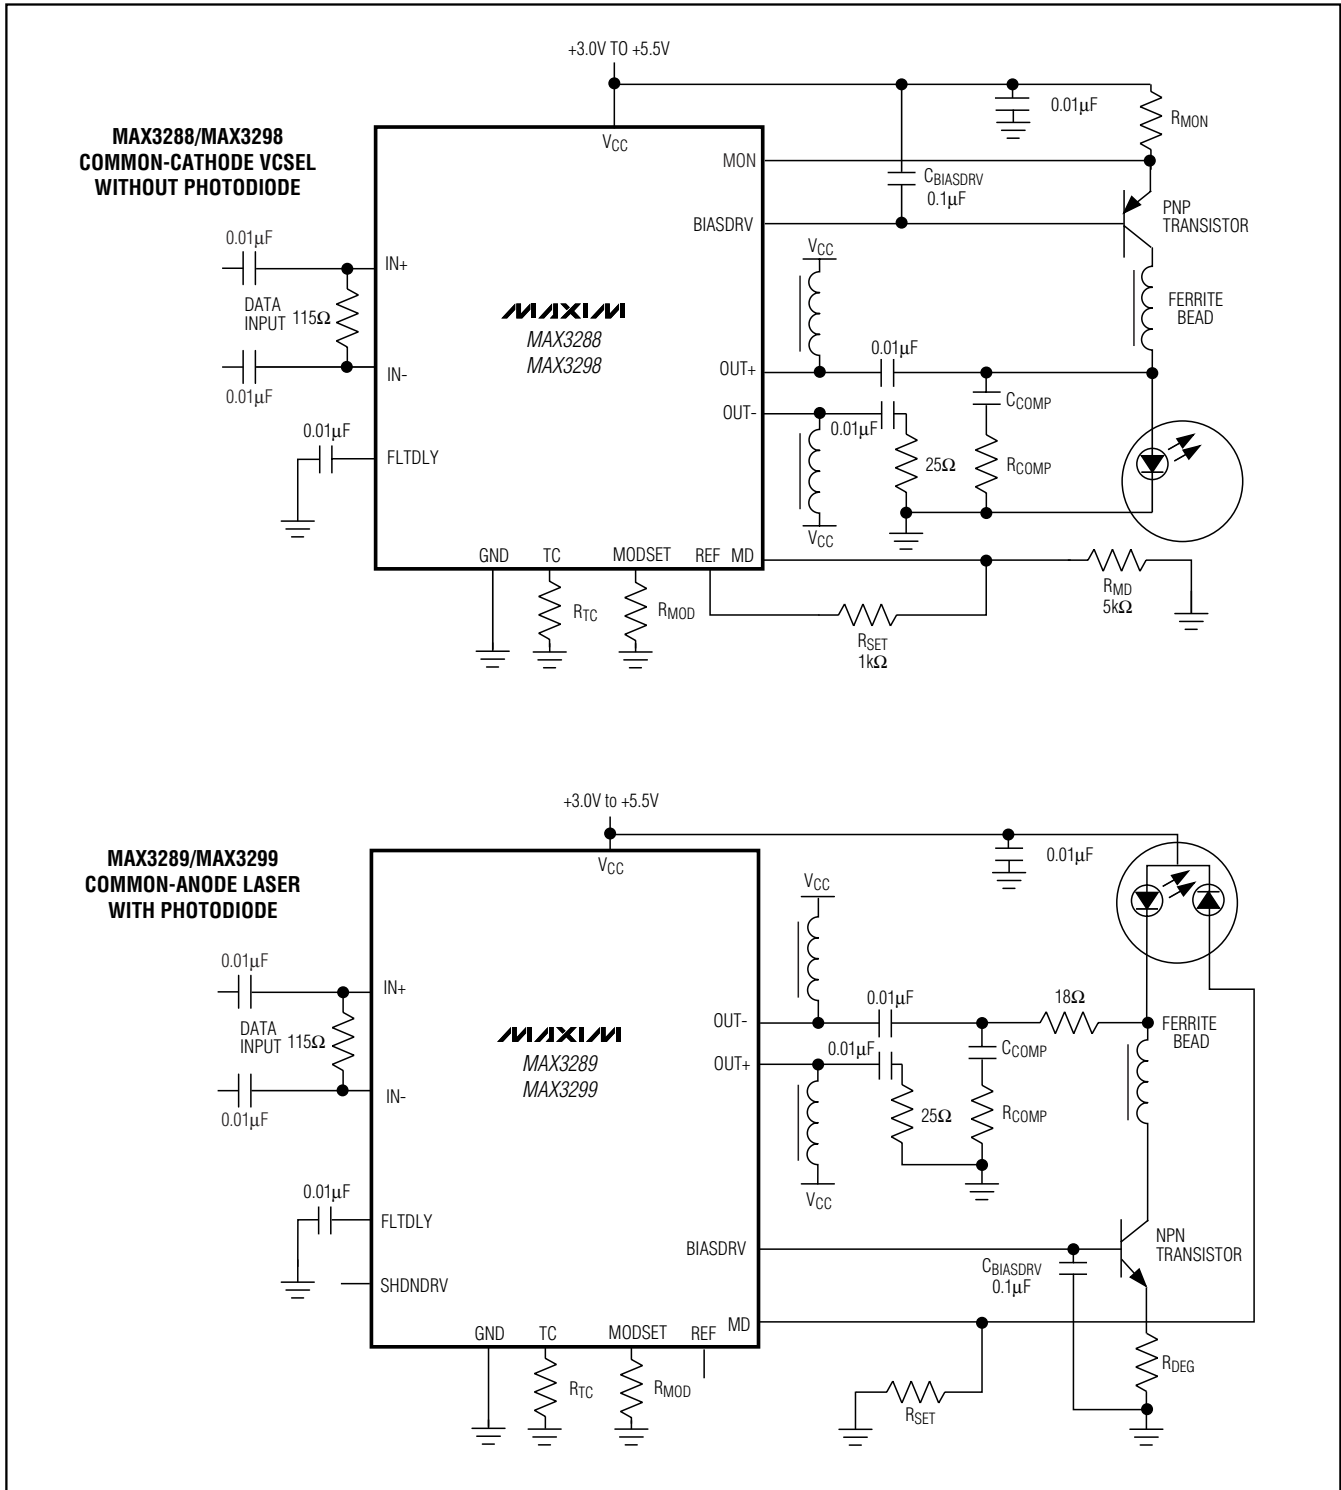 +3.0V TO +5.5V
MAX3288/MAX3298
COMMON-CATHODE VCSEL
WITHOUT PHOTODIODE
VCC
0.01µF
RMON
MON
CBIASDRV
0.1µF
BIASDRV
PNP
TRANSISTOR
0.01µF
IN+
DATA
INPUT
115Ω
IN-
0.01µF
MAXIM
MAX3288
MAX3298
VCC
FERRITE
BEAD
0.01µF
OUT+
OUT-
0.01µF
CCOMP
25Ω
RCOMP
VCC
0.01µF
FLTDLY
GND
TC
MODSET
REF
MD
RTC
RMOD
RSET
1kΩ
RMD
5kΩ
+3.0V to +5.5V
MAX3289/MAX3299
COMMON-ANODE LASER
WITH PHOTODIODE
VCC
0.01µF
VCC
0.01µF
IN+
DATA
INPUT
115Ω
IN-
0.01µF
MAXIM
MAX3289
MAX3299
0.01µF
18Ω
OUT-
FERRITE
BEAD
0.01µF
OUT+
CCOMP
25Ω
RCOMP
VCC
0.01µF
FLTDLY
SHDNDRV
BIASDRV
CBIASDRV
0.1µF
NPN
TRANSISTOR
GND
TC
MODSET
REF
MD
RTC
RMOD
RSET
RDEG